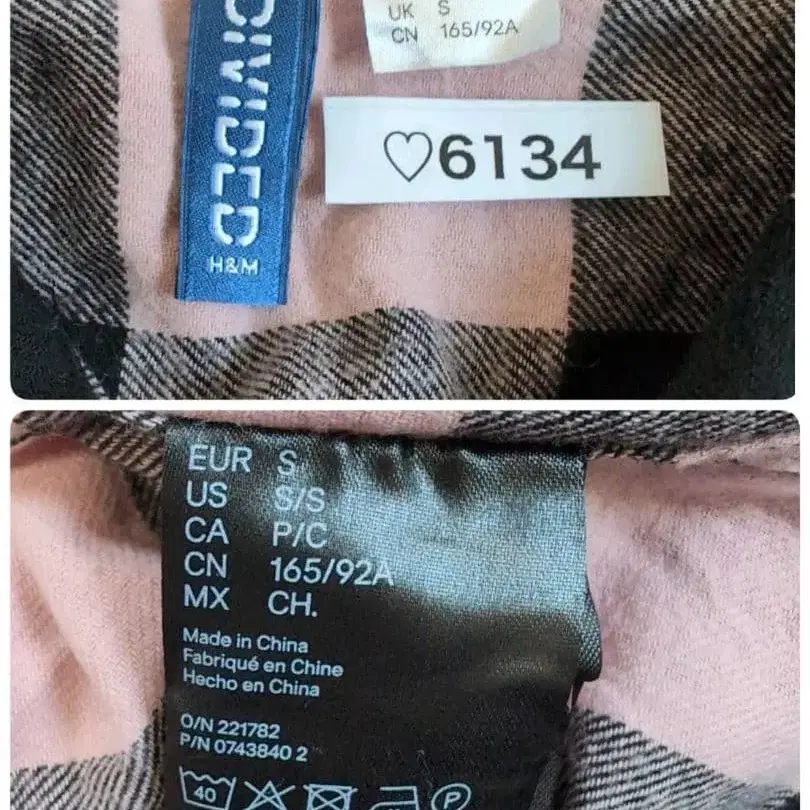 DIVIDED
H&M
UK S
CN 165/92A
♡6134
EUR S
US S/S
CA P/C
CN 165/92A
MX CH.
Made in China
Fabriqué en Chine
Hecho en China
O/N 221782
P/N 0743840 2
40
P